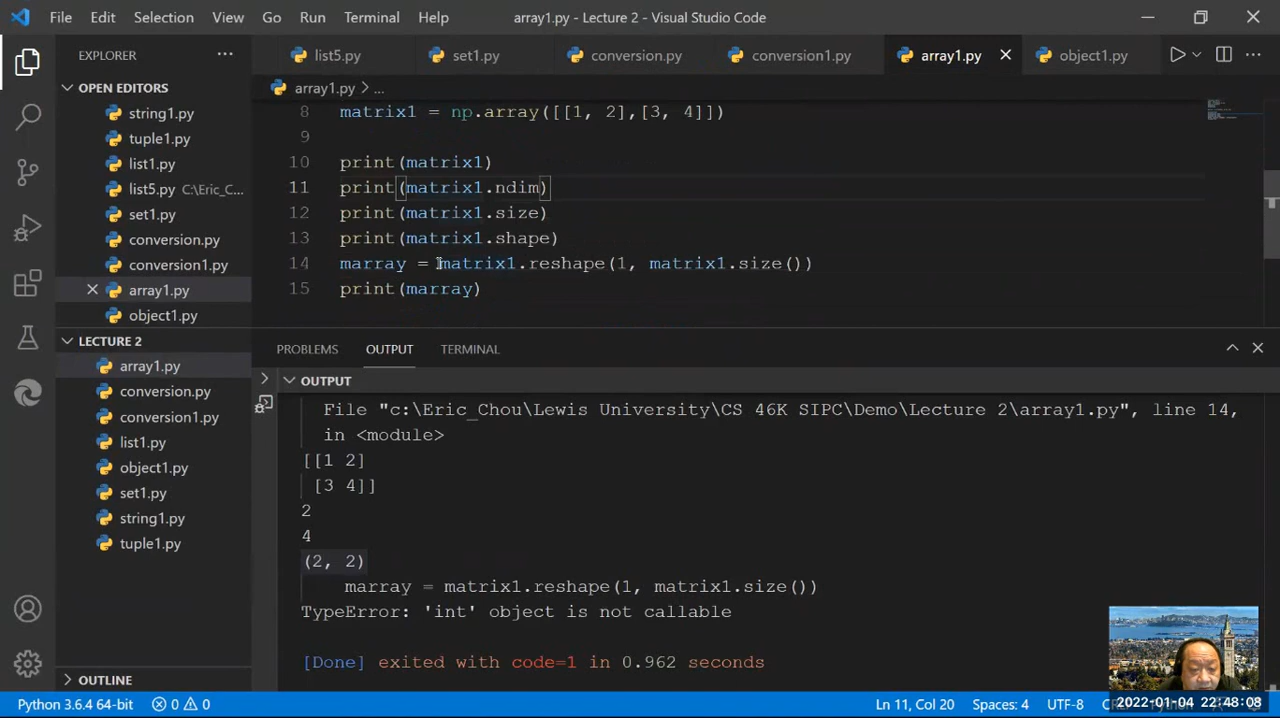 File Edit Selection View Go Run Terminal Help array1.py - Lecture 2 - Visual Studio Code
EXPLORER
OPEN EDITORS
string1.py
tuple1.py
list1.py
list5.py C:\Eric_C...
set1.py
conversion.py
conversion1.py
array1.py
object1.py
LECTURE 2
array1.py
conversion.py
conversion1.py
list1.py
object1.py
set1.py
string1.py
tuple1.py
OUTLINE
list5.py set1.py conversion.py conversion1.py array1.py object1.py
array1.py > ...
8 matrix1 = np.array([[1, 2],[3, 4]])
9
10 print(matrix1)
11 print(matrix1.ndim)
12 print(matrix1.size)
13 print(matrix1.shape)
14 marray = matrix1.reshape(1, matrix1.size())
15 print(marray)
PROBLEMS OUTPUT TERMINAL
OUTPUT
File "c:\Eric_Chou\Lewis University\CS 46K SIPC\Demo\Lecture 2\array1.py", line 14,
in <module>
[[1 2]
[3 4]]
2
4
(2, 2)
marray = matrix1.reshape(1, matrix1.size())
TypeError: 'int' object is not callable
[Done] exited with code=1 in 0.962 seconds
Python 3.6.4 64-bit 0 0 Ln 11, Col 20 Spaces: 4 UTF-8
2022-01-04 22:48:08